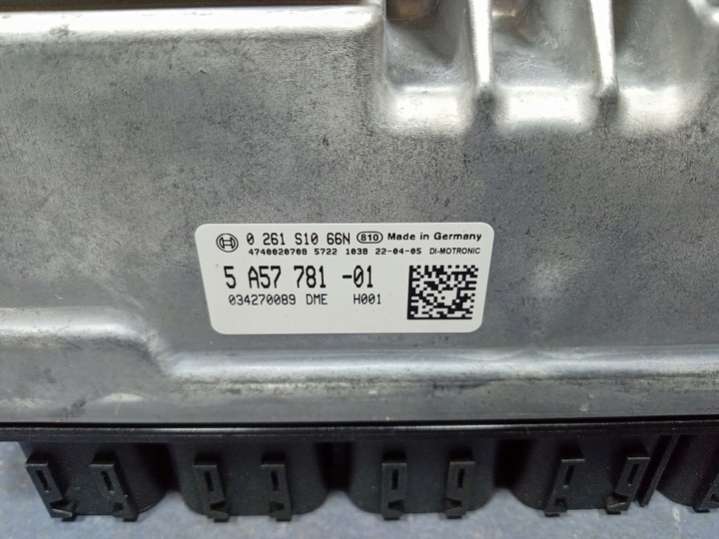 0 261 S10 66N 810 Made in Germany
4740020708 5722 103B 22-04-05 DI-MOTRONIC
5 A57 781 -01
034270089 DME H001